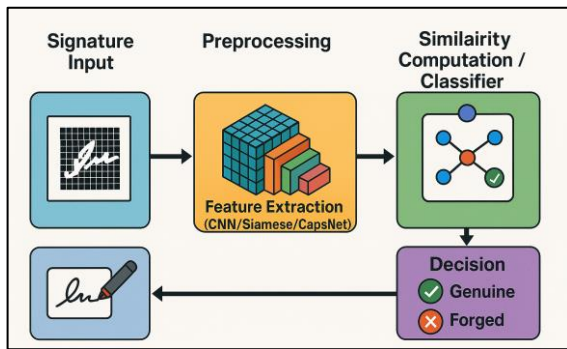 Signature
Input
Preprocessing
Similairity
Computation /
Classifier
Feature Extraction
(CNN/Siamese/CapsNet)
Decision
Genuine
Forged